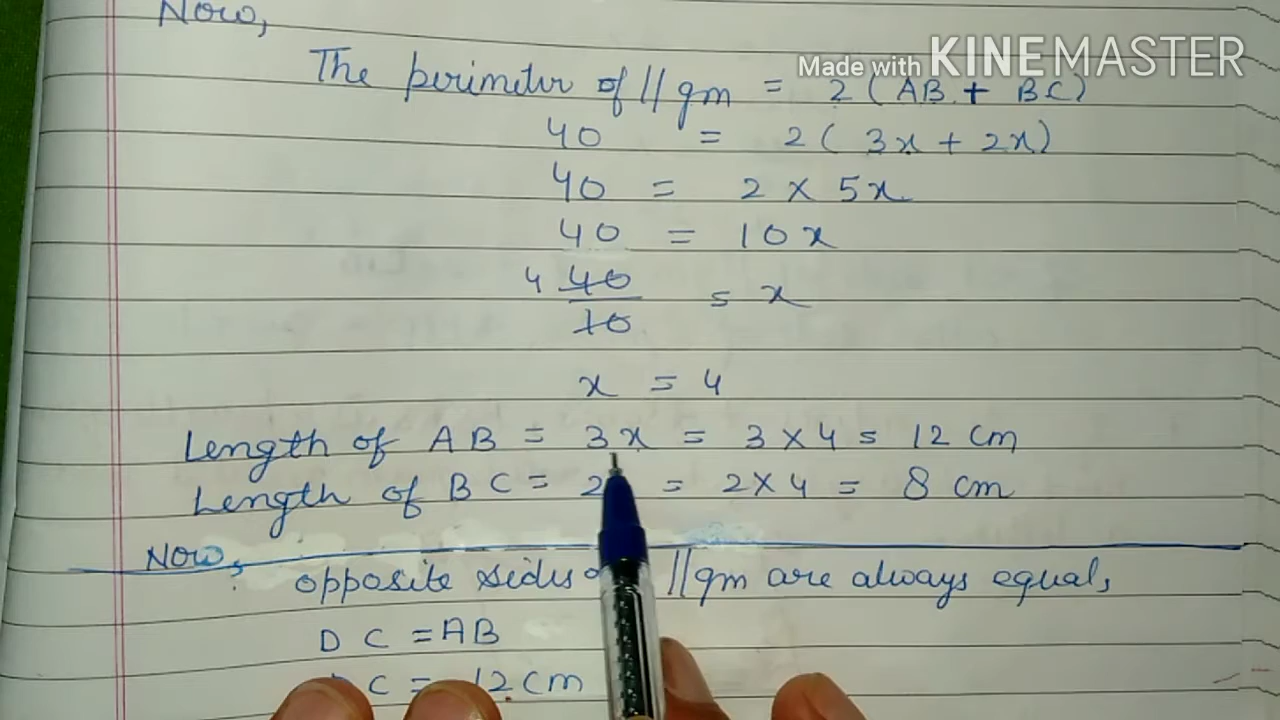 Now,
Made with KINEMASTER
The perimeter of //gm = 2 ( AB + BC )
40 = 2 ( 3x + 2x )
40 = 2 × 5x
40 = 10x
4 40/10 = x
x = 4
Length of AB = 3x = 3 × 4 = 12 cm
Length of BC = 2 = 2 × 4 = 8 cm
Now,
opposite sides //gm are always equal,
DC = AB
C = 12 cm